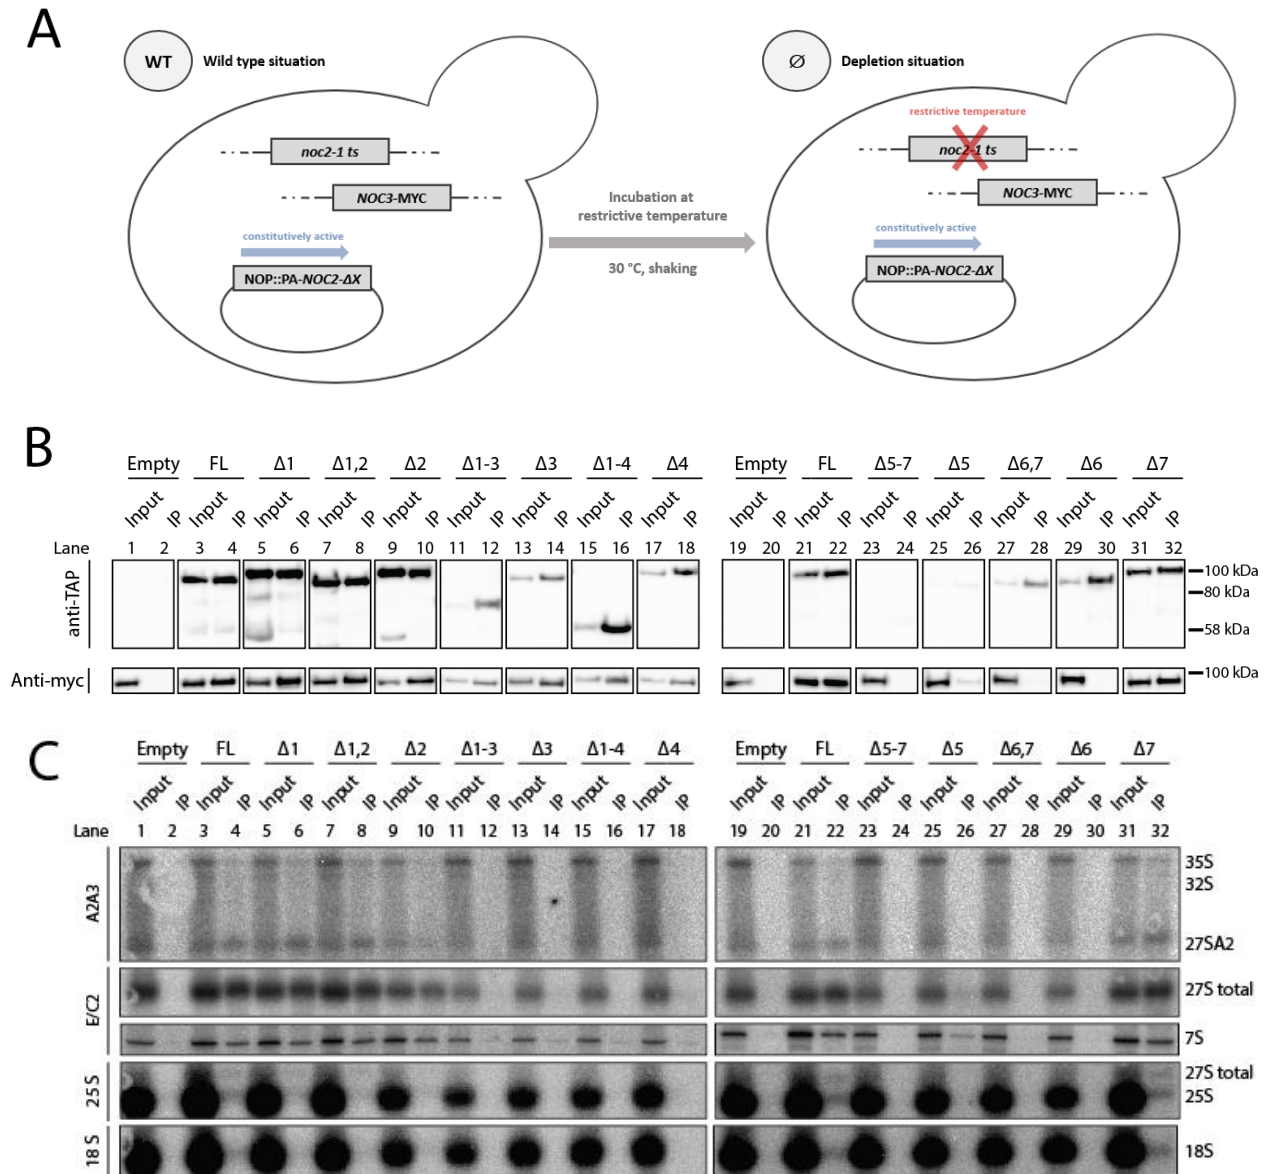 A
WT
Wild type situation
noc2-1 ts
NOC3-MYC
constitutively active
NOP::PA-NOC2-ΔX
Incubation at
restrictive temperature
30 °C, shaking
∅
Depletion situation
restrictive temperature
noc2-1 ts
NOC3-MYC
constitutively active
NOP::PA-NOC2-ΔX
B
Empty FL Δ1 Δ1,2 Δ2 Δ1-3 Δ3 Δ1-4 Δ4 Empty FL Δ5-7 Δ5 Δ6,7 Δ6 Δ7
Input IP Input IP Input IP Input IP Input IP Input IP Input IP Input IP Input IP Input IP Input IP Input IP Input IP Input IP Input IP Input IP
Lane 1 2 3 4 5 6 7 8 9 10 11 12 13 14 15 16 17 18 19 20 21 22 23 24 25 26 27 28 29 30 31 32
anti-TAP
100 kDa
80 kDa
58 kDa
Anti-myc
100 kDa
C
Empty FL Δ1 Δ1,2 Δ2 Δ1-3 Δ3 Δ1-4 Δ4 Empty FL Δ5-7 Δ5 Δ6,7 Δ6 Δ7
Input IP Input IP Input IP Input IP Input IP Input IP Input IP Input IP Input IP Input IP Input IP Input IP Input IP Input IP Input IP Input IP
Lane 1 2 3 4 5 6 7 8 9 10 11 12 13 14 15 16 17 18 19 20 21 22 23 24 25 26 27 28 29 30 31 32
A2A3
35S
32S
27SA2
E/C2
27S total
7S
25S
27S total
25S
18S
18S